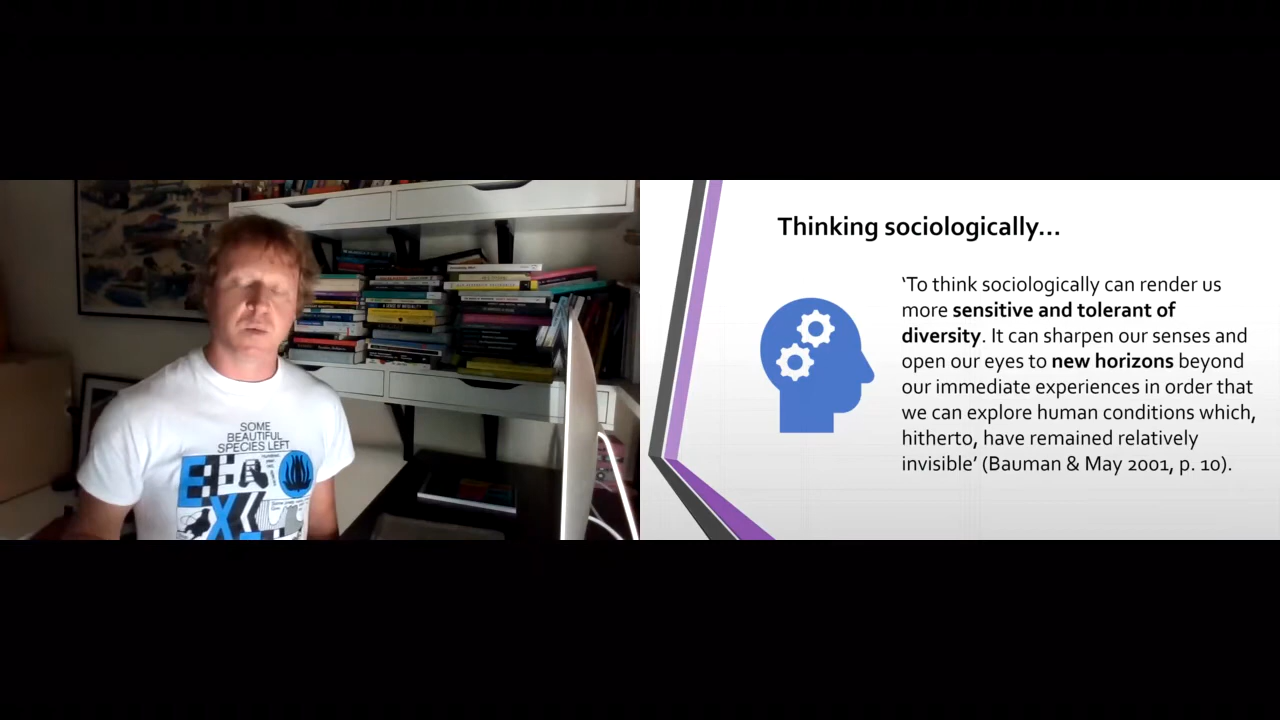 SOME
BEAUTIFUL
SPECIES LEFT
Thinking sociologically...
‘To think sociologically can render us
more sensitive and tolerant of
diversity. It can sharpen our senses and
open our eyes to new horizons beyond
our immediate experiences in order that
we can explore human conditions which,
hitherto, have remained relatively
invisible’ (Bauman & May 2001, p. 10).